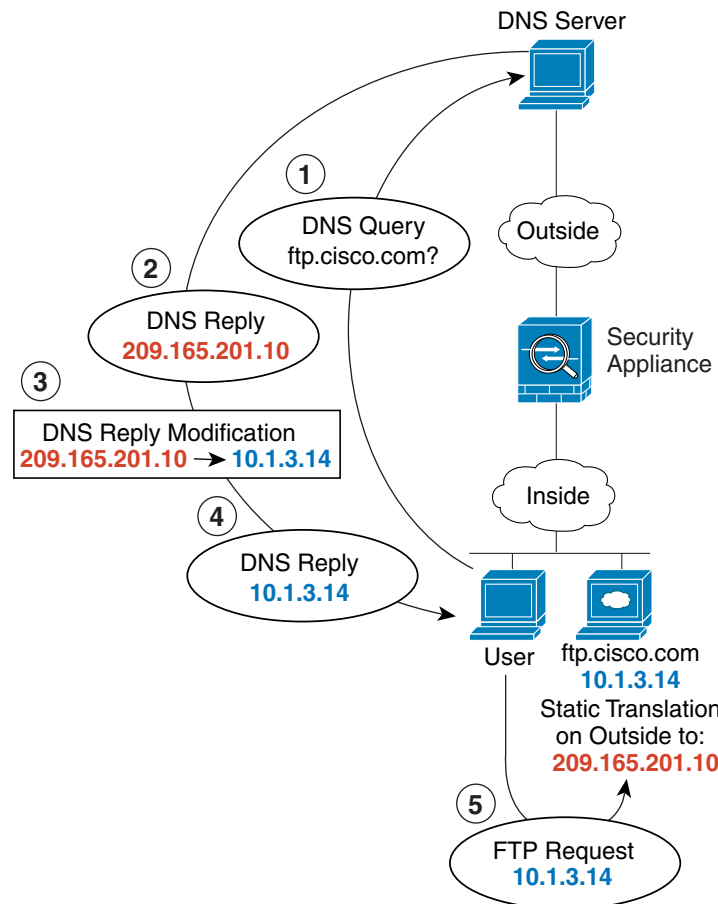 DNS Server
1
DNS Query
ftp.cisco.com?
Outside
2
DNS Reply
209.165.201.10
Security
Appliance
3
DNS Reply Modification
209.165.201.10 → 10.1.3.14
Inside
4
DNS Reply
10.1.3.14
User
ftp.cisco.com
10.1.3.14
Static Translation
on Outside to:
209.165.201.10
5
FTP Request
10.1.3.14